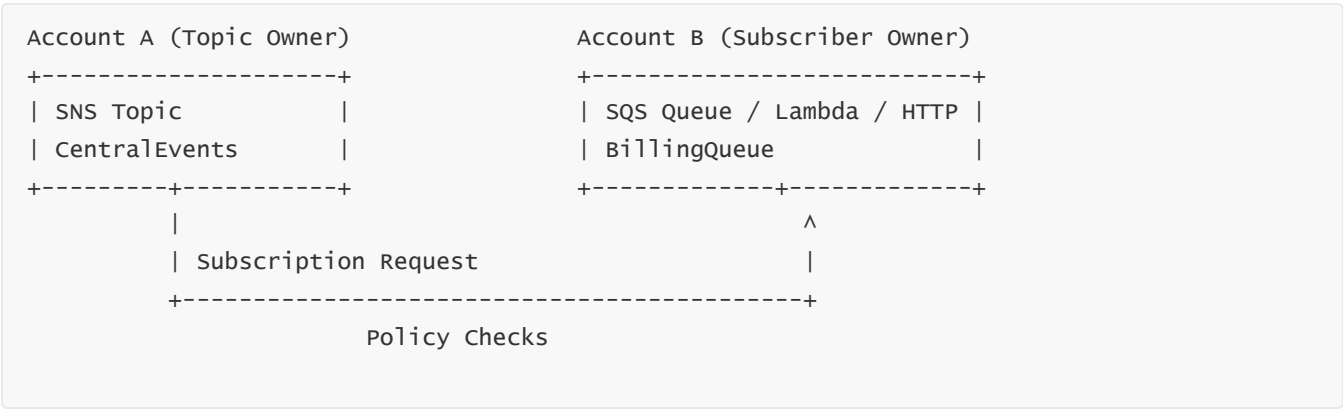 Account A (Topic Owner)                Account B (Subscriber Owner)
+---------------------+                +---------------------------+
| SNS Topic           |                | SQS Queue / Lambda / HTTP |
| CentralEvents       |                | BillingQueue              |
+---------+-----------+                +-------------+-------------+
          |                                            ^
          | Subscription Request                       |
          +--------------------------------------------+
                        Policy Checks